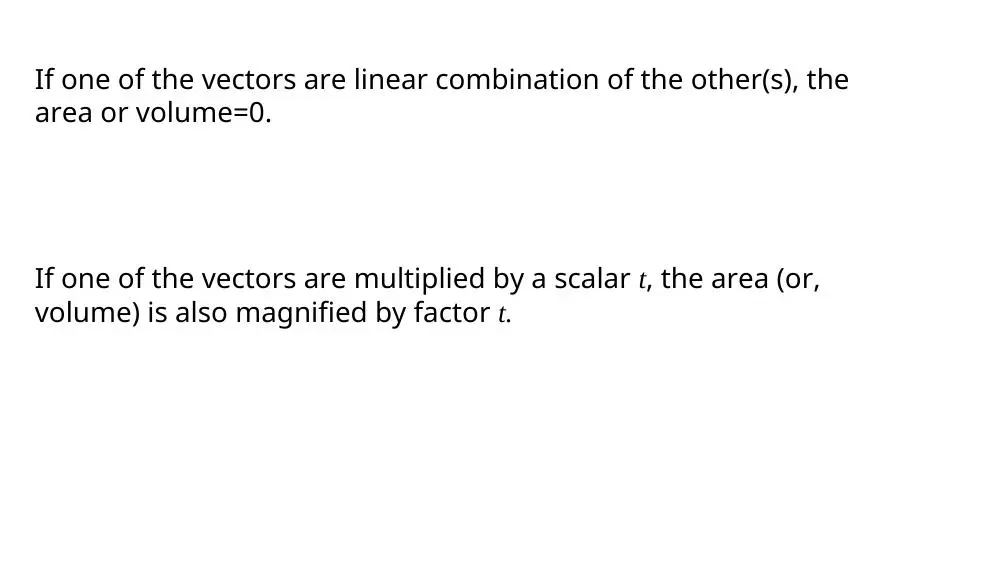 If one of the vectors are linear combination of the other(s), the
area or volume=0.
If one of the vectors are multiplied by a scalar t, the area (or,
volume) is also magnified by factor t.